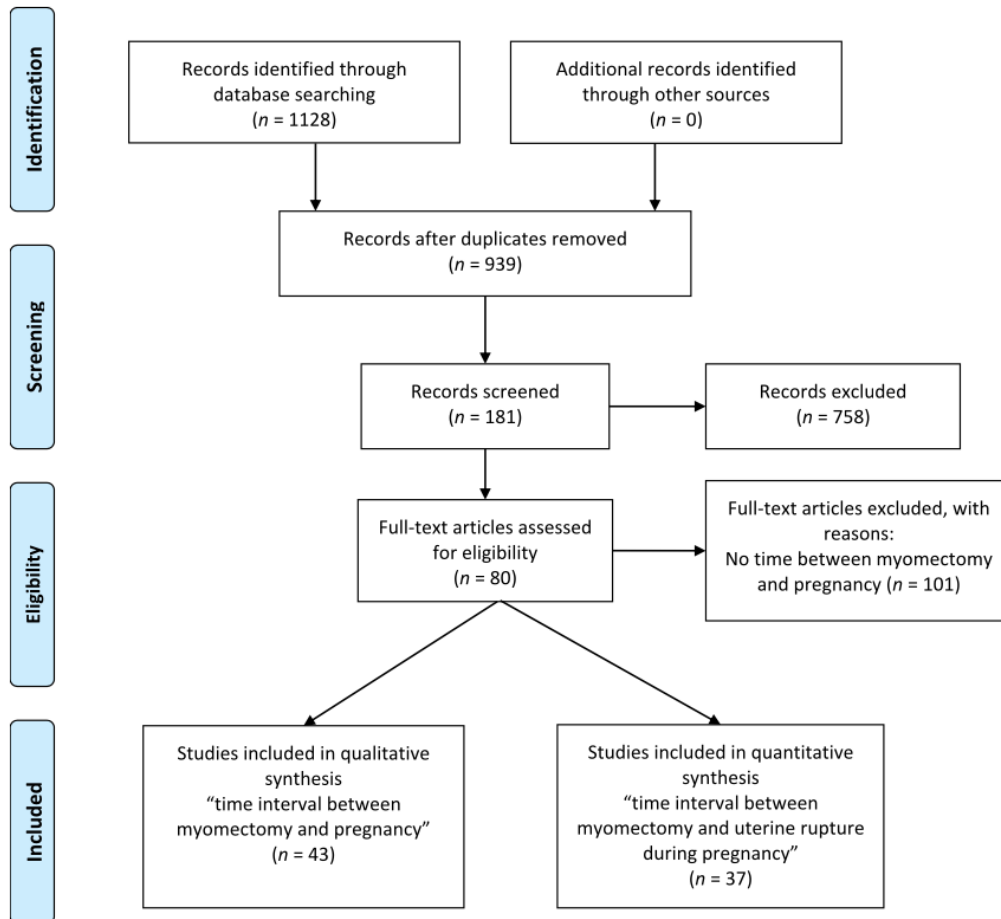 Identification
Records identified through
database searching
(n = 1128)
Additional records identified
through other sources
(n = 0)
Records after duplicates removed
(n = 939)
Screening
Records screened
(n = 181)
Records excluded
(n = 758)
Eligibility
Full-text articles assessed
for eligibility
(n = 80)
Full-text articles excluded, with
reasons:
No time between myomectomy
and pregnancy (n = 101)
Included
Studies included in qualitative
synthesis
“time interval between
myomectomy and pregnancy”
(n = 43)
Studies included in quantitative
synthesis
“time interval between
myomectomy and uterine rupture
during pregnancy”
(n = 37)